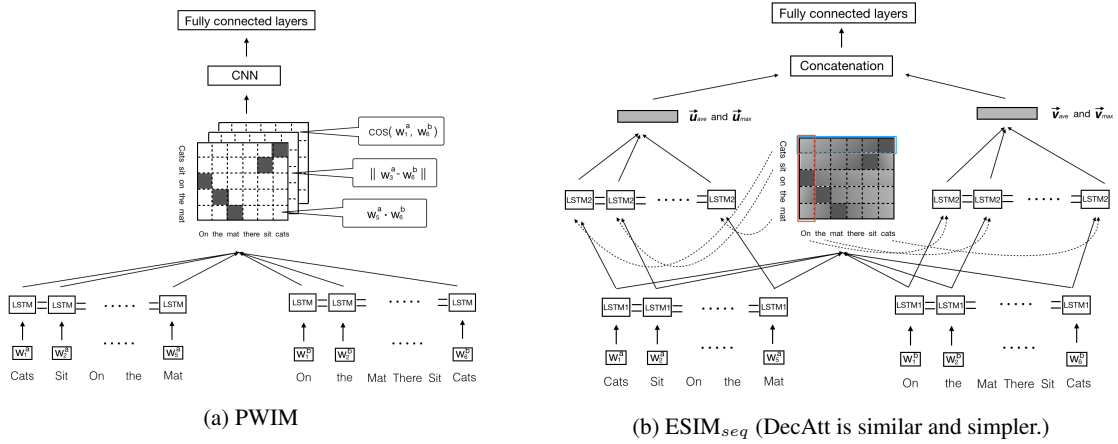 Fully connected layers
CNN
Cats sit on the mat
cos( w₁ᵃ, w₆ᵇ )
|| w₃ᵃ - w₆ᵇ ||
w₅ᵃ · w₆ᵇ
On the mat there sit cats
LSTM LSTM ····· LSTM LSTM LSTM ····· LSTM
w₁ᵃ w₂ᵃ ····· w₅ᵃ w₁ᵇ w₂ᵇ ····· w₆ᵇ
Cats Sit On the Mat On the Mat There Sit Cats
(a) PWIM
Fully connected layers
Concatenation
u⃗ave and u⃗max
v⃗ave and v⃗max
Cats sit on the mat
LSTM2 LSTM2 ····· LSTM2 LSTM2 LSTM2 ····· LSTM2
On the mat there sit cats
LSTM1 LSTM1 ····· LSTM1 LSTM1 LSTM1 ····· LSTM1
w₁ᵃ w₂ᵃ ····· w₅ᵃ w₁ᵇ w₂ᵇ ····· w₆ᵇ
Cats Sit On the Mat On the Mat There Sit Cats
(b) ESIMseq (DecAtt is similar and simpler.)